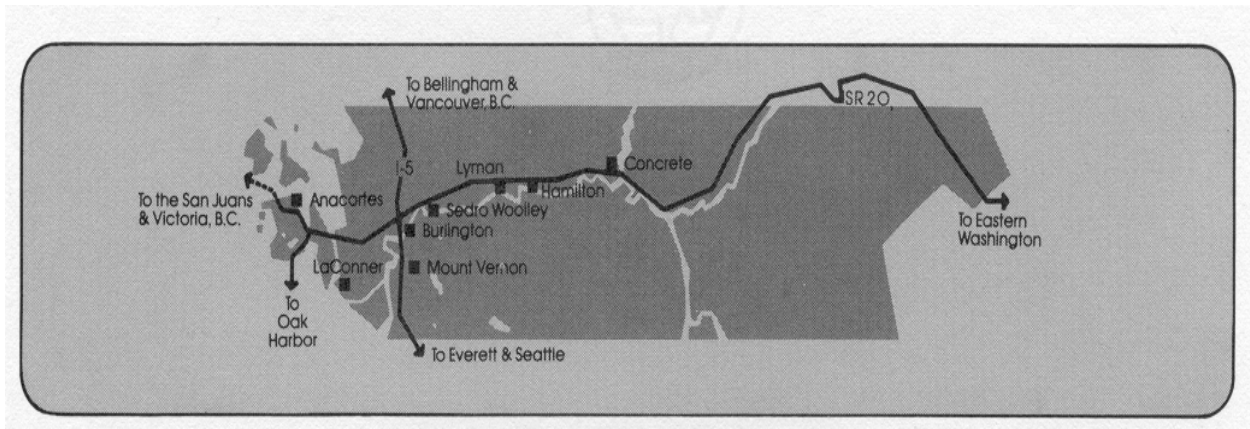 To Bellingham &
Vancouver, B.C.
SR 20
I-5
Lyman
Concrete
Hamilton
To the San Juans
& Victoria, B.C.
Anacortes
Sedro Woolley
Burlington
To Eastern
Washington
LaConner
Mount Vernon
To
Oak
Harbor
To Everett & Seattle